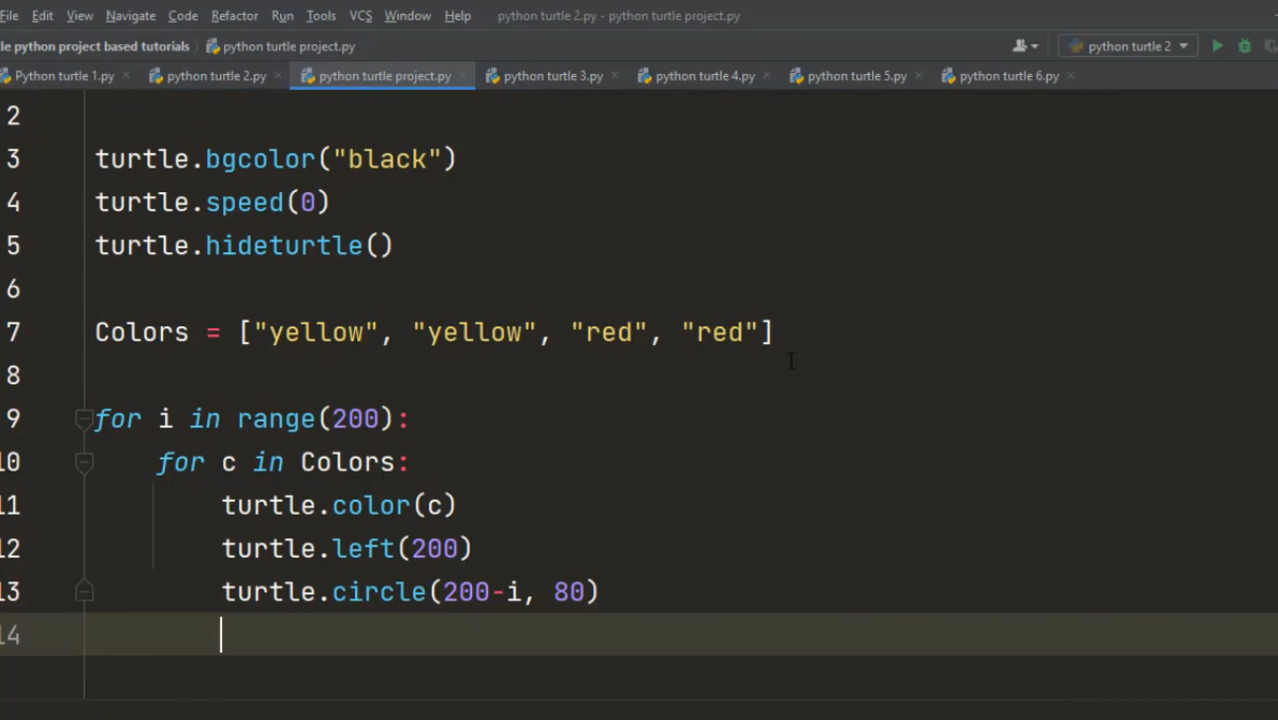 File Edit View Navigate Code Refactor Run Tools VCS Window Help python turtle 2.py - python turtle project.py
le python project based tutorials python turtle project.py python turtle 2
Python turtle 1.py python turtle 2.py python turtle project.py python turtle 3.py python turtle 4.py python turtle 5.py python turtle 6.py
2
3 turtle.bgcolor("black")
4 turtle.speed(0)
5 turtle.hideturtle()
6
7 Colors = ["yellow", "yellow", "red", "red"]
8
9 for i in range(200):
10 for c in Colors:
11 turtle.color(c)
12 turtle.left(200)
13 turtle.circle(200-i, 80)
14